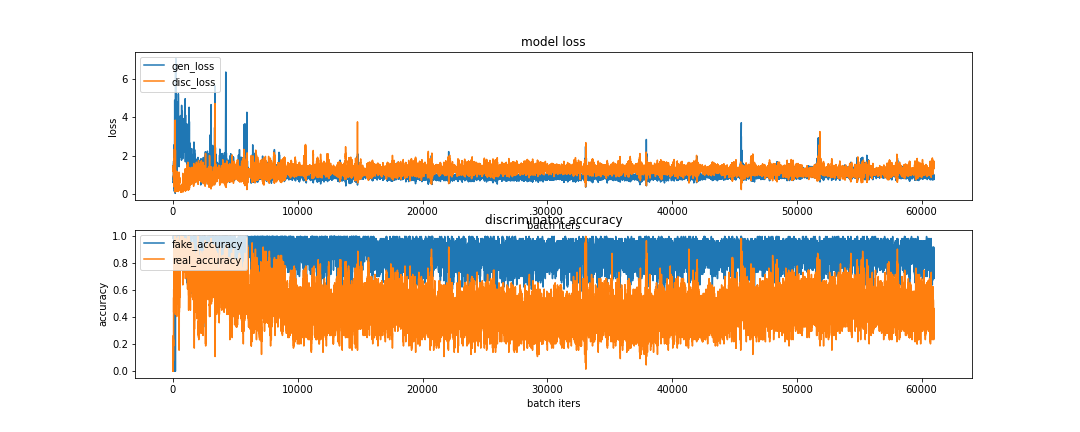 model loss
gen_loss
disc_loss
loss
6
4
2
0
0
10000
20000
30000
40000
50000
60000
batch iters
discriminator accuracy
fake_accuracy
real_accuracy
accuracy
1.0
0.8
0.6
0.4
0.2
0.0
0
10000
20000
30000
40000
50000
60000
batch iters